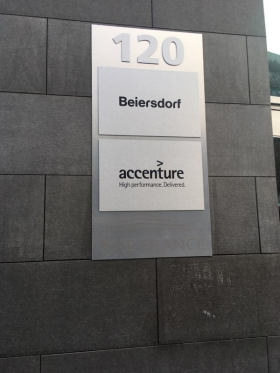 120
Beiersdorf
>
accenture
High performance. Delivered.